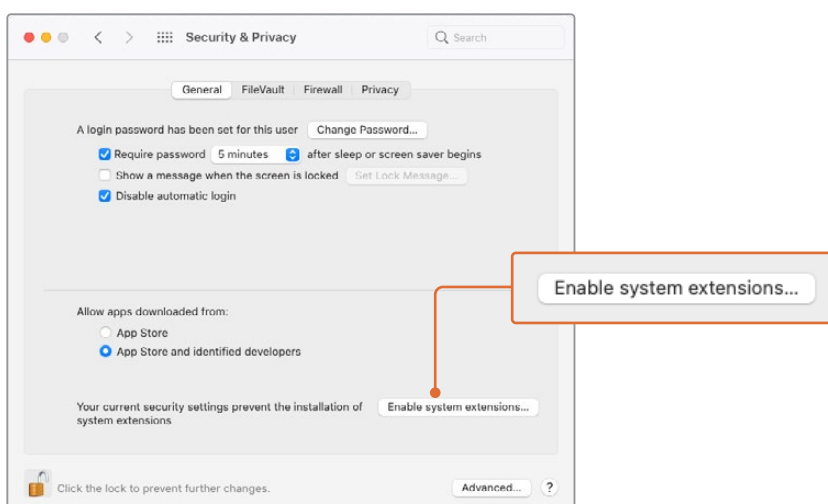 Security & Privacy
Search
General FileVault Firewall Privacy
A login password has been set for this user Change Password...
Require password 5 minutes after sleep or screen saver begins
Show a message when the screen is locked Set Lock Message...
Disable automatic login
Enable system extensions...
Allow apps downloaded from:
App Store
App Store and identified developers
Your current security settings prevent the installation of Enable system extensions...
system extensions
Click the lock to prevent further changes. Advanced... ?